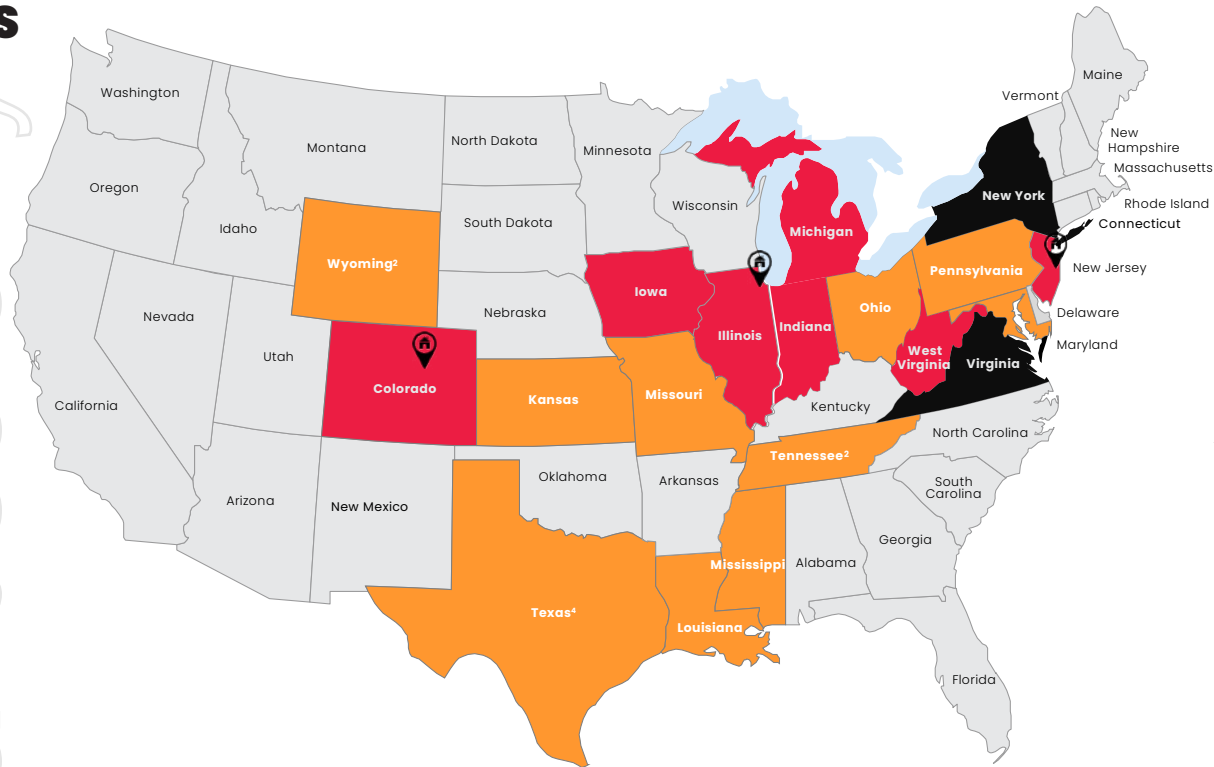 s
Maine
Washington
Vermont
New
Hampshire
North Dakota
Montana
Minnesota
Massachusetts
Oregon
New York
Rhode Island
Wisconsin
South Dakota
Connecticut
Idaho
Michigan
Wyoming²
New Jersey
Pennsylvania
Iowa
Ohio
Nebraska
Delaware
Nevada
Indiana
Illinois
Maryland
Utah
West
Virginia
Virginia
Colorado
Missouri
Kansas
California
Kentucky
North Carolina
Tennessee²
Oklahoma
Arkansas
South
Carolina
Arizona
New Mexico
Georgia
Mississippi
Alabama
Texas⁴
Louisiana
Florida